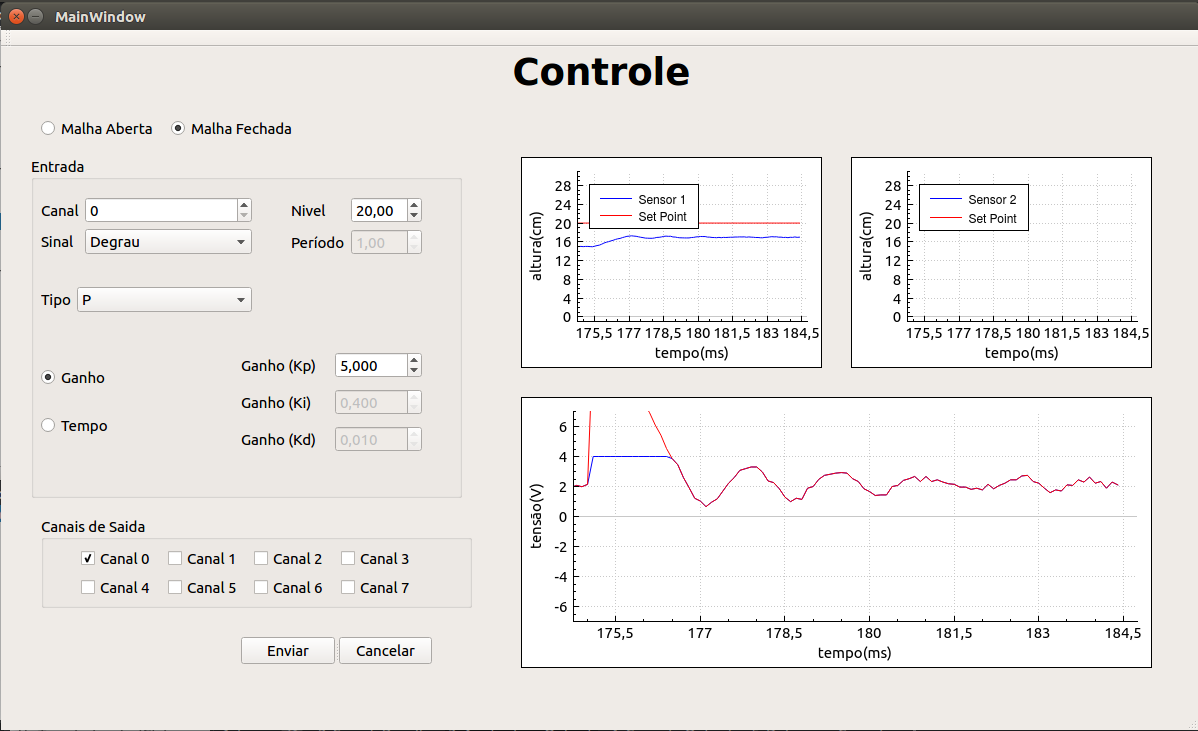 MainWindow
Controle
Malha Aberta Malha Fechada
Entrada
Canal 0 Nivel 20,00
Sinal Degrau Período 1,00
Tipo P
Ganho (Kp) 5,000
Ganho
Ganho (Ki) 0,400
Tempo
Ganho (Kd) 0,010
Canais de Saida
Canal 0 Canal 1 Canal 2 Canal 3
Canal 4 Canal 5 Canal 6 Canal 7
Enviar Cancelar
altura(cm)
28
24
20
16
12
8
4
0
Sensor 1
Set Point
175,5 177 178,5 180 181,5 183 184,5
tempo(ms)
altura(cm)
28
24
20
16
12
8
4
0
Sensor 2
Set Point
175,5 177 178,5 180 181,5 183 184,5
tempo(ms)
tensão(V)
6
4
2
0
-2
-4
-6
175,5 177 178,5 180 181,5 183 184,5
tempo(ms)